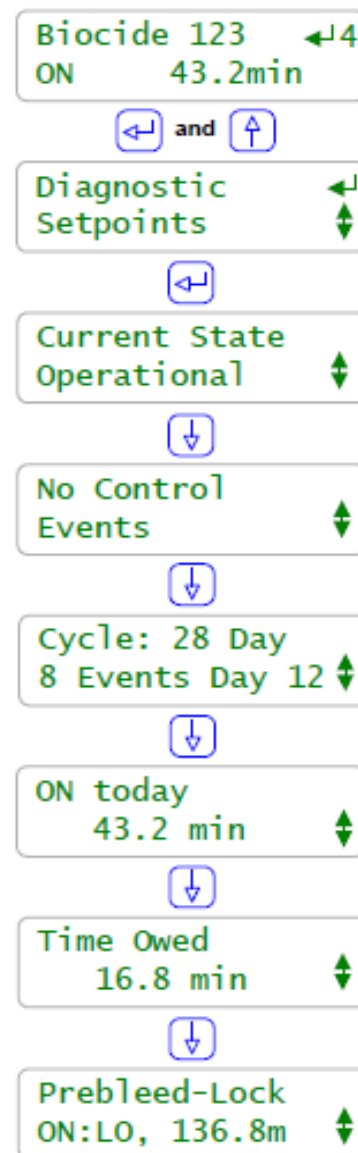 Biocide 123 4
ON 43.2min
and
Diagnostic
Setpoints
Current State
Operational
No Control
Events
Cycle: 28 Day
8 Events Day 12
ON today
43.2 min
Time Owed
16.8 min
Prebleed-Lock
ON:LO, 136.8m